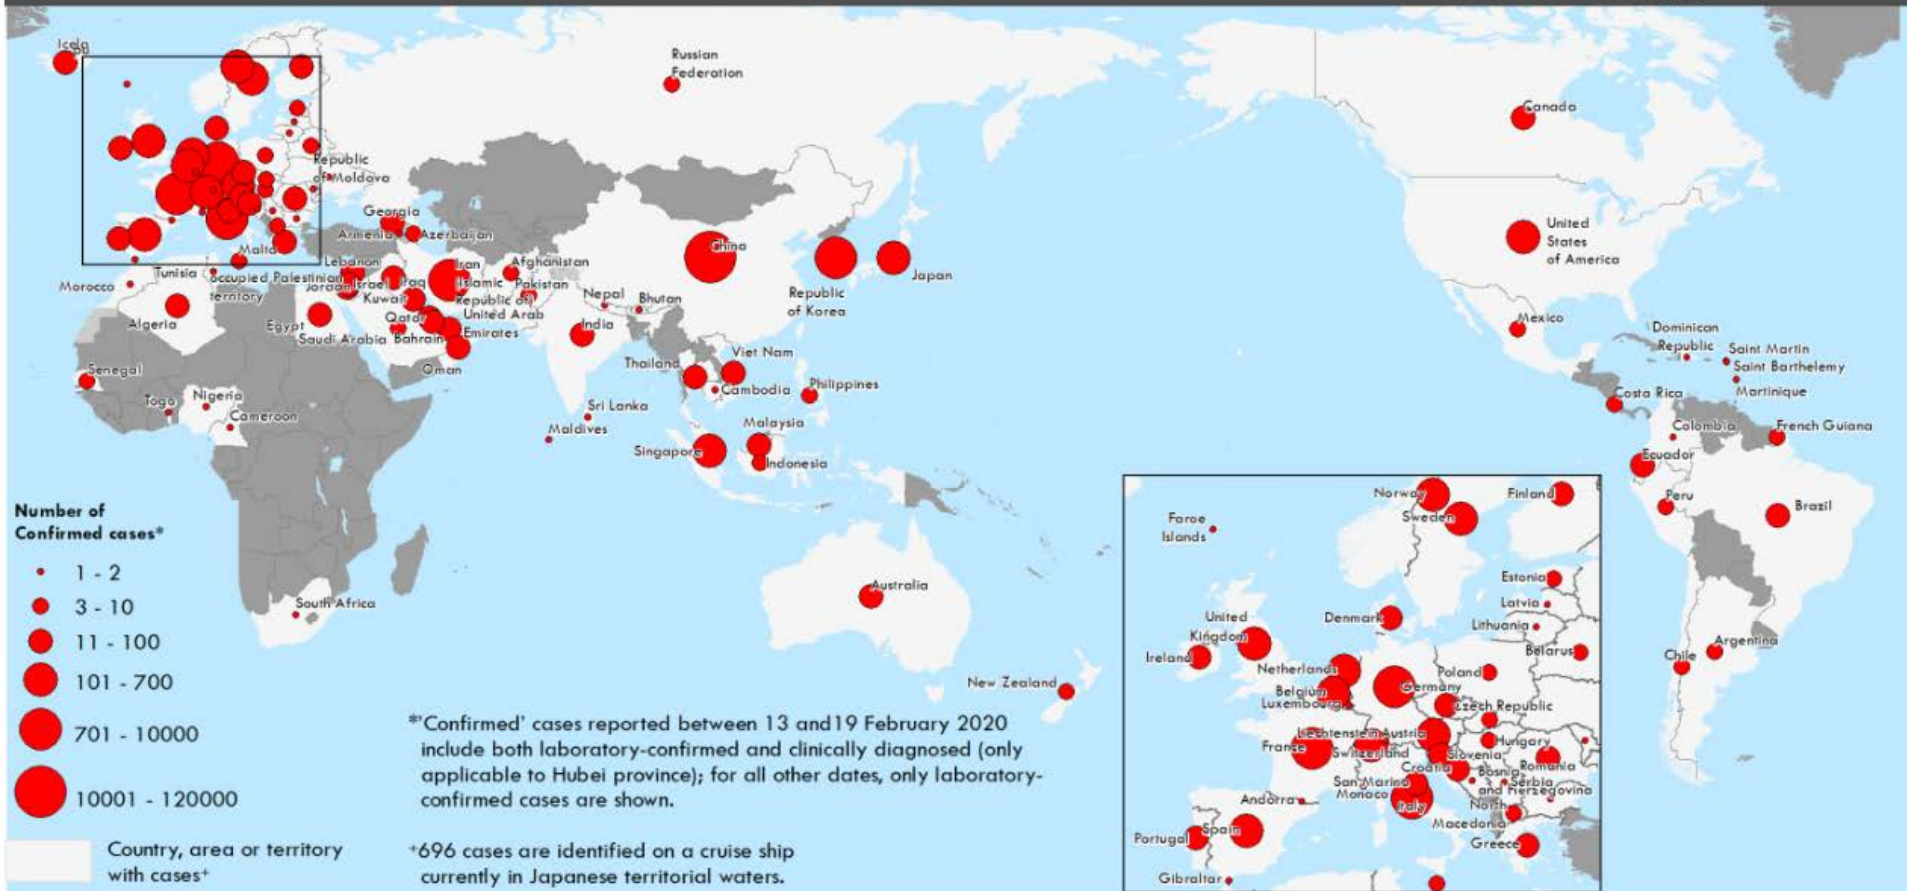 Icela
nd
Russian
Federation
Canada
Republic
of Moldova
Georgia
Armenia
Azerbaijan
China
United
States
of America
Malta
Lebanon
Iran
Afghanistan
Japan
Tunisia
occupied Palestinian
Jordan
Israel
Iraq
Islamic
Pakistan
Morocco
territory
Kuwait
Republic of
Nepal
Bhutan
Republic
of Korea
Algeria
Egypt
Qatar
United Arab
India
Mexico
Saudi Arabia
Bahrain
Emirates
Dominican
Republic
Saint Martin
Saint Barthelemy
Martinique
Oman
Thailand
Viet Nam
Senegal
Cambodia
Philippines
Togo
Nigeria
Cameroon
Sri Lanka
Maldives
Malaysia
Singapore
Indonesia
Costa Rica
Colombia
French Guiana
Ecuador
Peru
Brazil
Australia
South Africa
New Zealand
Argentina
Chile
Number of
Confirmed cases*
1 - 2
3 - 10
11 - 100
101 - 700
701 - 10000
10001 - 120000
Country, area or territory
with cases+
*'Confirmed' cases reported between 13 and19 February 2020
include both laboratory-confirmed and clinically diagnosed (only
applicable to Hubei province); for all other dates, only laboratory-
confirmed cases are shown.
+696 cases are identified on a cruise ship
currently in Japanese territorial waters.
Norway
Finland
Sweden
Faroe
Islands
Estonia
Latvia
Lithuania
United
Kingdom
Denmark
Belarus
Ireland
Netherlands
Poland
Belgium
Germany
Luxembourg
Czech Republic
Liechtenstein
Austria
Hungary
France
Switzerland
Slovenia
Croatia
Romania
Bosnia
Serbia
San Marino
and Herzegovina
Monaco
Andorra
Italy
North
Macedonia
Portugal
Spain
Greece
Gibraltar